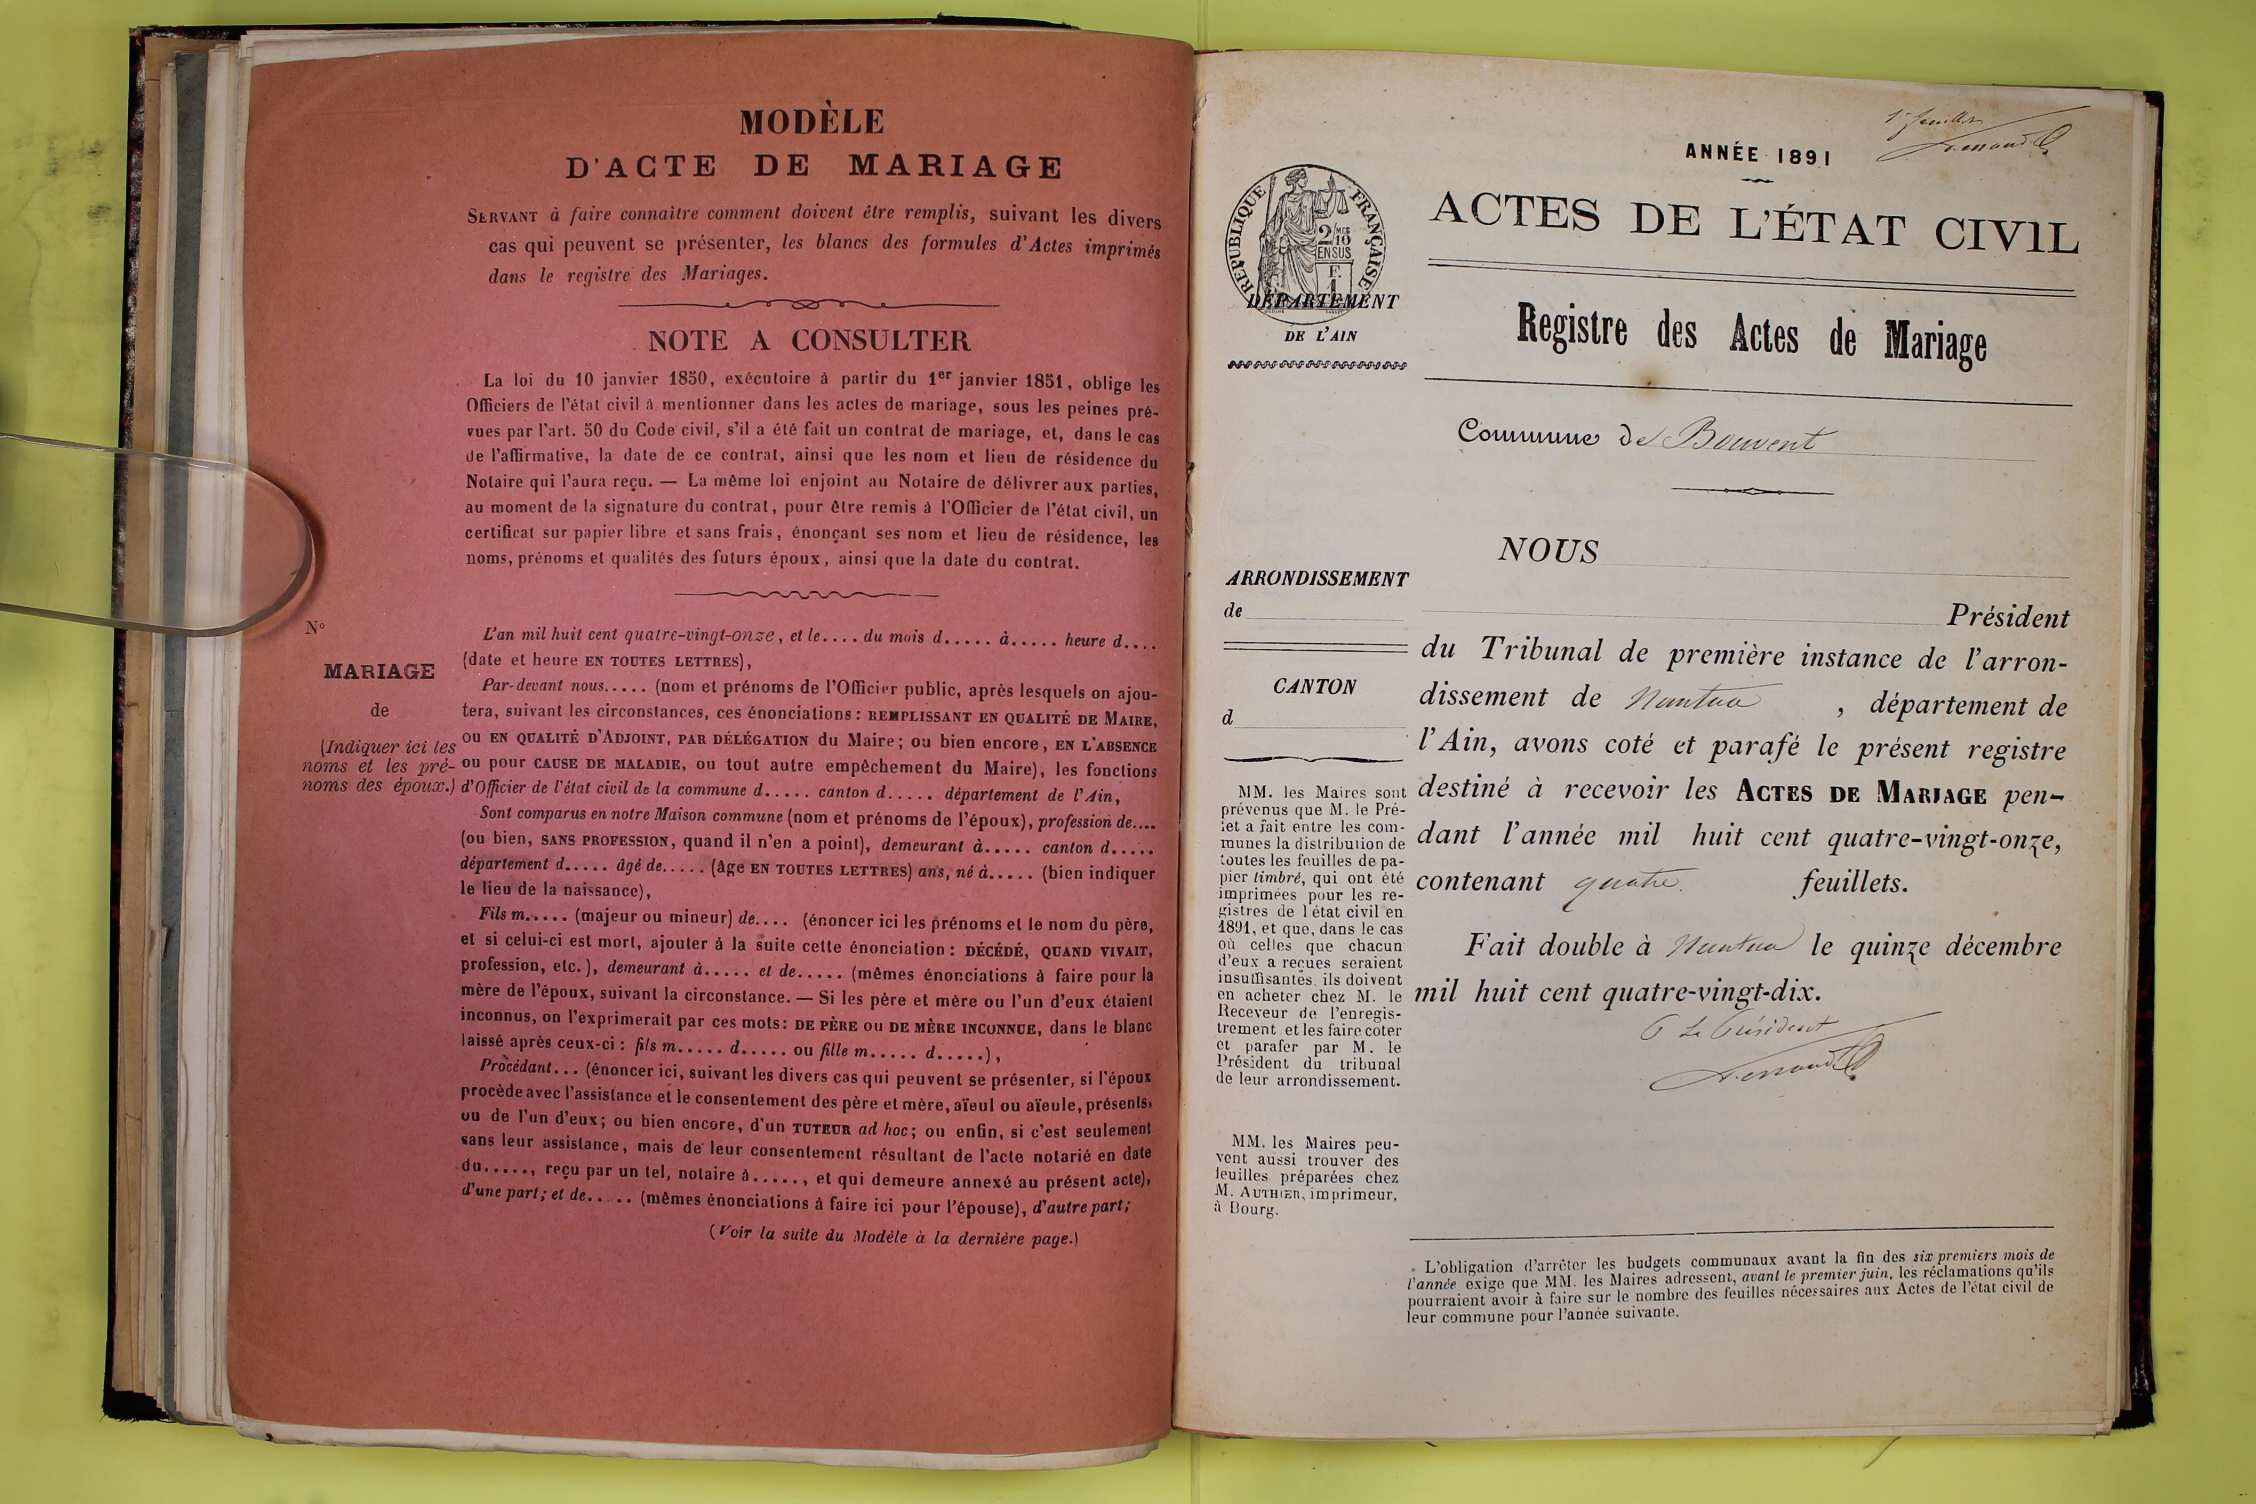 MODÈLE
D'ACTE DE MARIAGE
SERVANT à faire connaître comment doivent être remplis, suivant les divers
cas qui peuvent se présenter, les blancs des formules d'Actes imprimés
dans le registre des Mariages.
NOTE A CONSULTER
La loi du 10 janvier 1850, exécutoire à partir du 1er janvier 1851, oblige les
Officiers de l'état civil à mentionner dans les actes de mariage, sous les peines pré-
vues par l'art. 50 du Code civil, s'il a été fait un contrat de mariage, et, dans le cas
de l'affirmative, la date de ce contrat, ainsi que les nom et lieu de résidence du
Notaire qui l'aura reçu. — La même loi enjoint au Notaire de délivrer aux parties,
au moment de la signature du contrat, pour être remis à l'Officier de l'état civil, un
certificat sur papier libre et sans frais, énonçant ses nom et lieu de résidence, les
noms, prénoms et qualités des futurs époux, ainsi que la date du contrat.
N°
MARIAGE
de
(Indiquer ici les
noms et les pré-
noms des époux.)
L'an mil huit cent quatre-vingt-onze, et le.... du mois d..... à..... heure d....
(date et heure EN TOUTES LETTRES),
Par-devant nous..... (nom et prénoms de l'Officier public, après lesquels on ajou-
tera, suivant les circonstances, ces énonciations : REMPLISSANT EN QUALITÉ DE MAIRE,
OU EN QUALITÉ D'ADJOINT, PAR DÉLÉGATION du Maire; ou bien encore, EN L'ABSENCE
ou pour CAUSE DE MALADIE, ou tout autre empêchement du Maire), les fonctions
d'Officier de l'état civil de la commune d..... canton d..... département de l'Ain,
Sont comparus en notre Maison commune (nom et prénoms de l'époux), profession de....
(ou bien, SANS PROFESSION, quand il n'en a point), demeurant à..... canton d.....
département d..... âgé de..... (âge EN TOUTES LETTRES) ans, né à..... (bien indiquer
le lieu de la naissance),
Fils m..... (majeur ou mineur) de.... (énoncer ici les prénoms et le nom du père,
et si celui-ci est mort, ajouter à la suite cette énonciation : DÉCÉDÉ, QUAND VIVAIT,
profession, etc.), demeurant à..... et de..... (mêmes énonciations à faire pour la
mère de l'époux, suivant la circonstance. — Si les père et mère ou l'un d'eux étaient
inconnus, on l'exprimerait par ces mots: DE PÈRE OU DE MÈRE INCONNUE, dans le blanc
laissé après ceux-ci : fils m..... d..... ou fille m..... d.....),
Procédant... (énoncer ici, suivant les divers cas qui peuvent se présenter, si l'époux
procède avec l'assistance et le consentement des père et mère, aïeul ou aïeule, présents,
ou de l'un d'eux; ou bien encore, d'un TUTEUR ad hoc; ou enfin, si c'est seulement
sans leur assistance, mais de leur consentement résultant de l'acte notarié en date
du....., reçu par un tel, notaire à....., et qui demeure annexé au présent acte),
d'une part; et de..... (mêmes énonciations à faire ici pour l'épouse), d'autre part;
(Voir la suite du Modèle à la dernière page.)
1er feuillet
ANNÉE 1891
ACTES DE L'ÉTAT CIVIL
RÉPUBLIQUE FRANÇAISE
2/10
EN SUS
DÉPARTEMENT
DE L'AIN
Registre des Actes de Mariage
Commune de Bouvent
NOUS
Président
du Tribunal de première instance de l'arron-
dissement de Nantua, département de
l'Ain, avons coté et parafé le présent registre
destiné à recevoir les ACTES DE MARIAGE pen-
dant l'année mil huit cent quatre-vingt-onze,
contenant quatre feuillets.
Fait double à Nantua le quinze décembre
mil huit cent quatre-vingt-dix.
P Le Président
ARRONDISSEMENT
de
CANTON
d
MM. les Maires sont
prévenus que M. le Pré-
fet a fait entre les com-
munes la distribution de
toutes les feuilles de pa-
pier timbré, qui ont été
imprimées pour les re-
gistres de l'état civil en
1891, et que, dans le cas
où celles que chacun
d'eux a reçues seraient
insuffisantes, ils doivent
en acheter chez M. le
Receveur de l'enregis-
trement et les faire coter
et parafer par M. le
Président du tribunal
de leur arrondissement.
MM. les Maires peu-
vent aussi trouver des
feuilles préparées chez
M. AUTHIER, imprimeur,
à Bourg.
L'obligation d'arrêter les budgets communaux avant la fin des six premiers mois de
l'année exige que MM. les Maires adressent, avant le premier juin, les réclamations qu'ils
pourraient avoir à faire sur le nombre des feuilles nécessaires aux Actes de l'état civil de
leur commune pour l'année suivante.